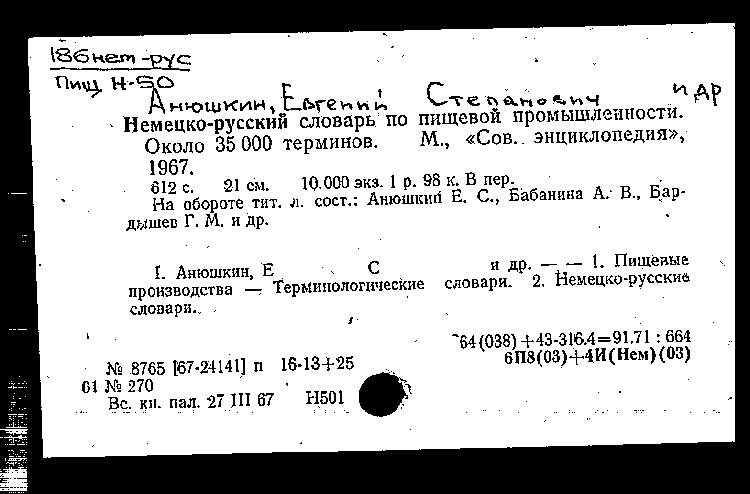 186 нет-рус
Пищ Н-50
Анюшкин, Евгений Степанович и др
Немецко-русский словарь по пищевой промышленности.
Около 35 000 терминов. М., «Сов. энциклопедия»,
1967.
612 с. 21 см. 10.000 экз. 1 р. 98 к. В пер.
На обороте тит. л. сост.: Анюшкин Е. С., Бабанина А. В., Бар-
дышев Г. М. и др.
I. Анюшкин, Е С и др. — — 1. Пищевые
производства — Терминологические словари. 2. Немецко-русские
словари.
64(038)+43-316.4=91.71 : 664
6П8(03)+4И(Нем)(03)
№ 8765 [67-24141] п 16-13+25
61 № 270
Вс. кн. пал. 27 III 67 Н501